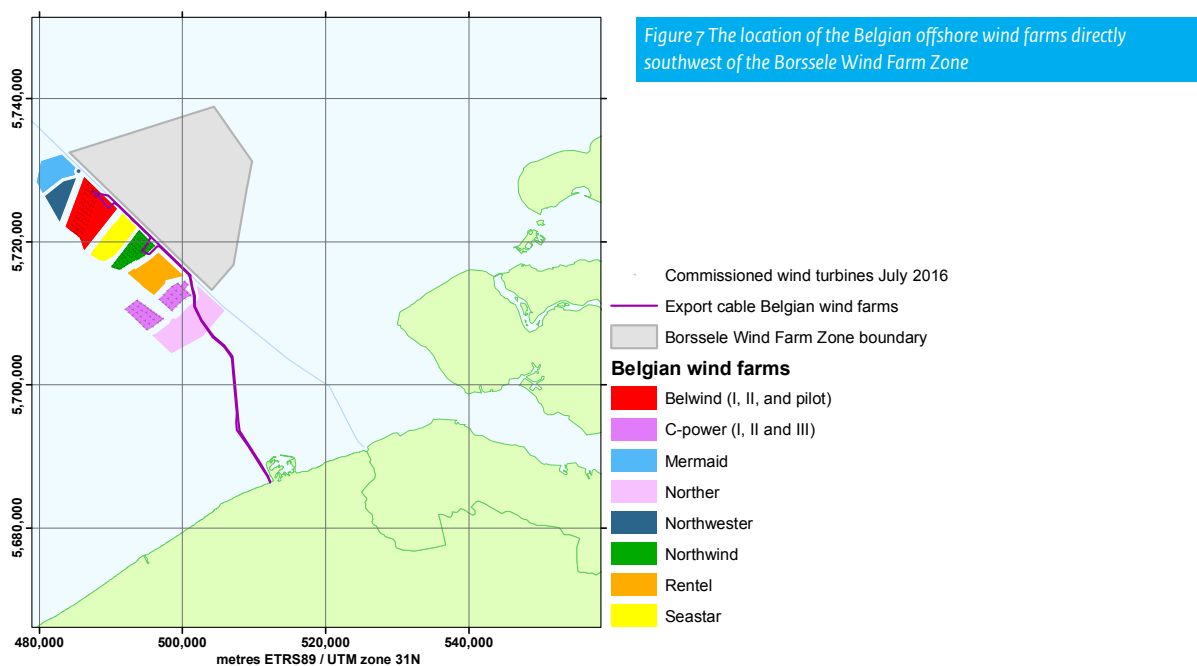 Figure 7 The location of the Belgian offshore wind farms directly
southwest of the Borssele Wind Farm Zone
5,740,000
5,720,000
5,700,000
5,680,000
480,000
500,000
520,000
540,000
metres ETRS89 / UTM zone 31N
Commissioned wind turbines July 2016
Export cable Belgian wind farms
Borssele Wind Farm Zone boundary
Belgian wind farms
Belwind (I, II, and pilot)
C-power (I, II and III)
Mermaid
Norther
Northwester
Northwind
Rentel
Seastar